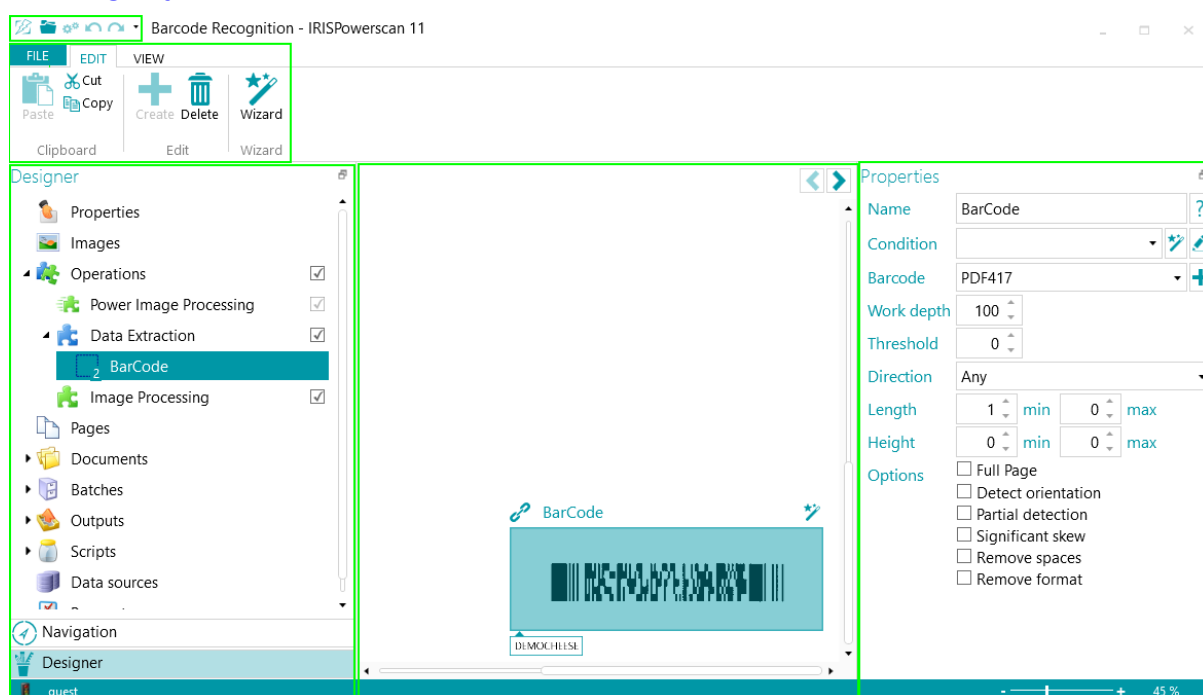 Barcode Recognition - IRISPowerscan 11
FILE EDIT VIEW
Paste Cut Copy Create Delete Wizard
Clipboard Edit Wizard
Designer
Properties
Images
Operations
Power Image Processing
Data Extraction
2 BarCode
Image Processing
Pages
Documents
Batches
Outputs
Scripts
Data sources
Navigation
Designer
guest
BarCode
DEMOCHEESE
Properties
Name BarCode ?
Condition
Barcode PDF417
Work depth 100
Threshold 0
Direction Any
Length 1 min 0 max
Height 0 min 0 max
Options Full Page
Detect orientation
Partial detection
Significant skew
Remove spaces
Remove format
- + 45 %